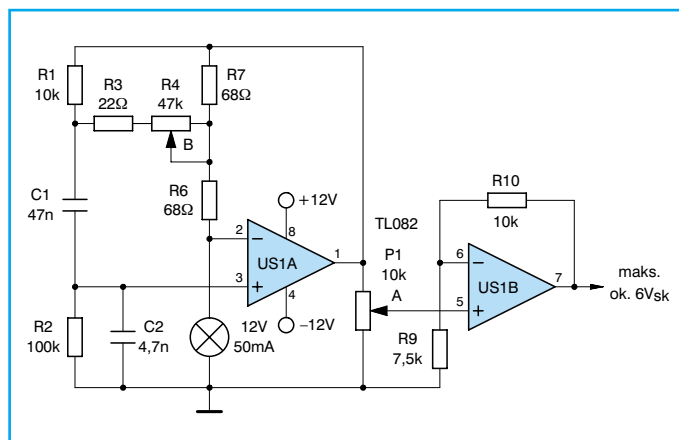 R1
10k
R3
22Ω
R4
47k
R7
68Ω
B
C1
47n
R6
68Ω
+12V
TL082
R10
10k
2
8
1
P1
10k
6
US1A
7
3
A
US1B
maks.
ok. 6Vsk
4
5
R2
100k
C2
4,7n
12V
50mA
–12V
R9
7,5k